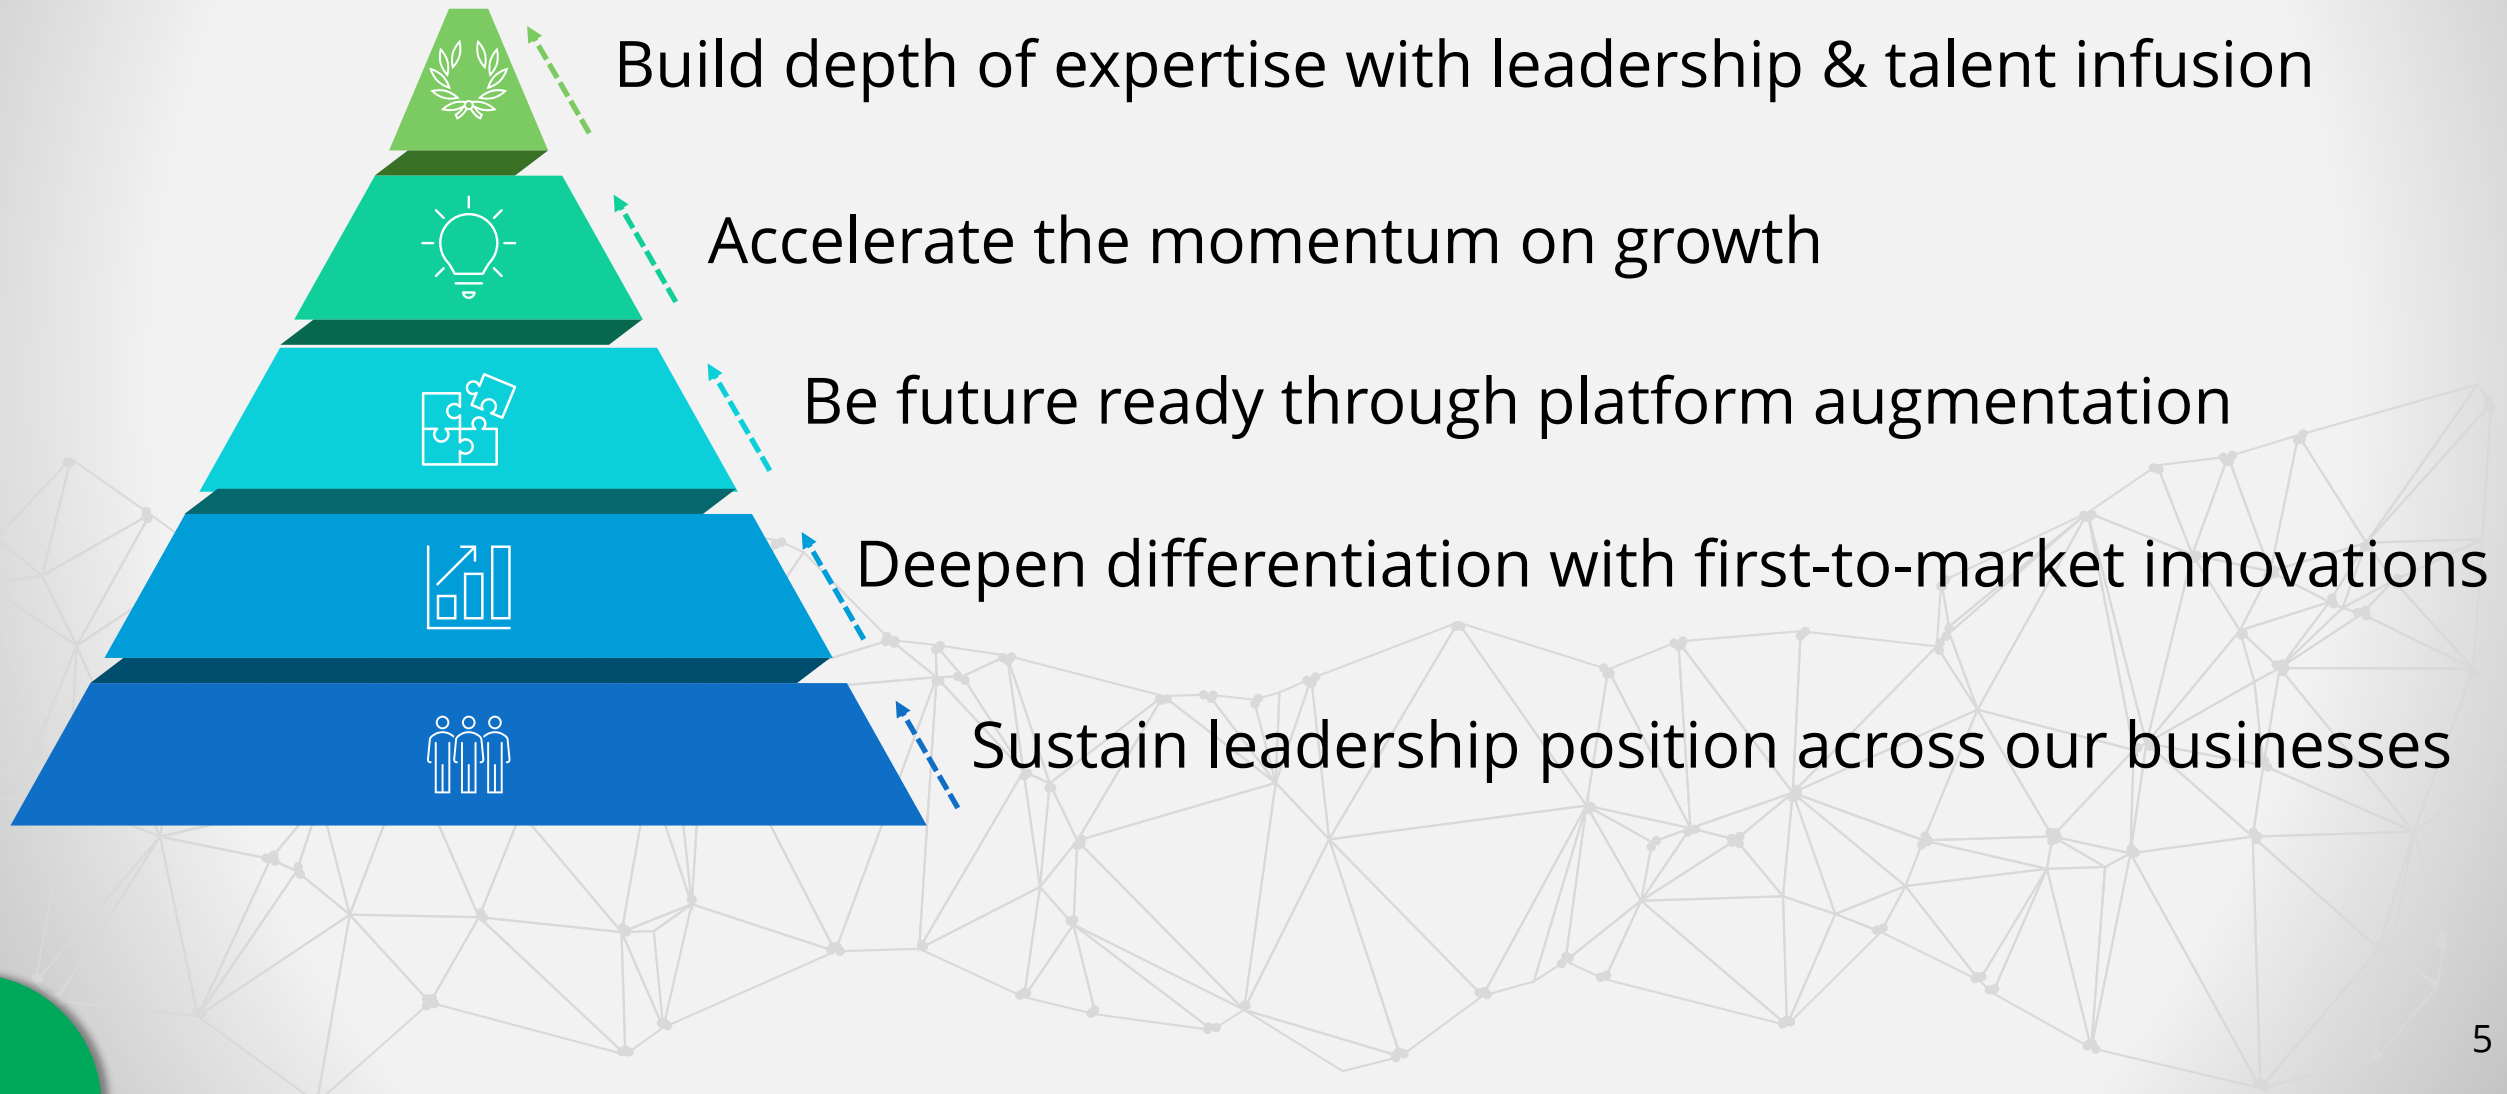 Build depth of expertise with leadership & talent infusion
Accelerate the momentum on growth
Be future ready through platform augmentation
Deepen differentiation with first-to-market innovations
Sustain leadership position across our businesses
5